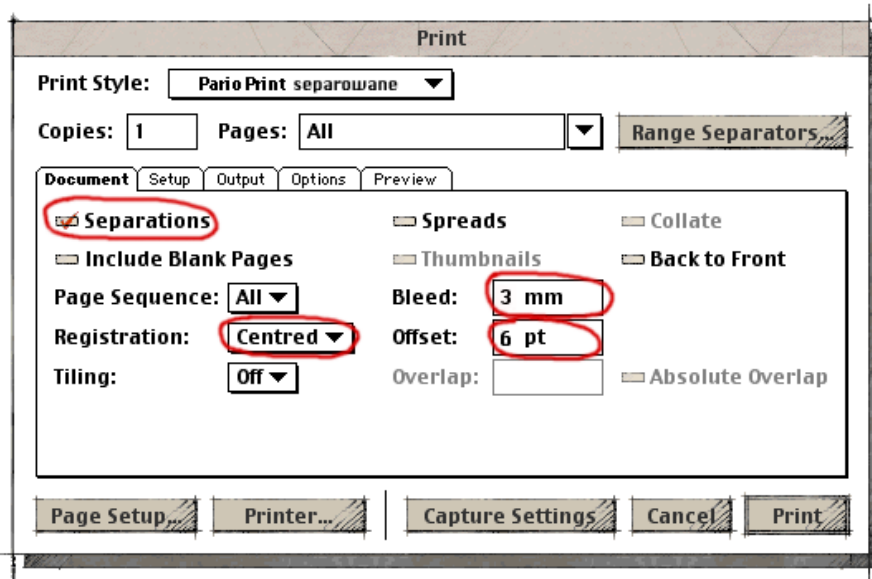 Print
Print Style: Pario Print separowane
Copies: 1 Pages: All Range Separators...
Document Setup Output Options Preview
Separations Spreads Collate
Include Blank Pages Thumbnails Back to Front
Page Sequence: All Bleed: 3 mm
Registration: Centred Offset: 6 pt
Tiling: Off Overlap: Absolute Overlap
Page Setup... Printer... Capture Settings Cancel Print